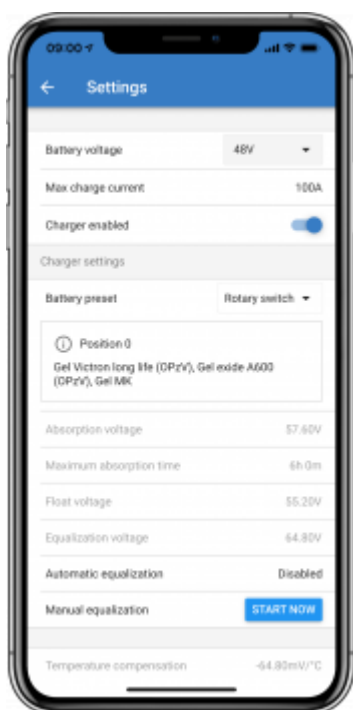 09:00
Settings
Battery voltage 48V
Max charge current 100A
Charger enabled
Charger settings
Battery preset Rotary switch
Position 0
Gel Victron long life (OPzV), Gel exide A600
(OPzV), Gel MK
Absorption voltage 57.60V
Maximum absorption time 6h 0m
Float voltage 55.20V
Equalization voltage 64.80V
Automatic equalization Disabled
Manual equalization START NOW
Temperature compensation -64.80mV/°C